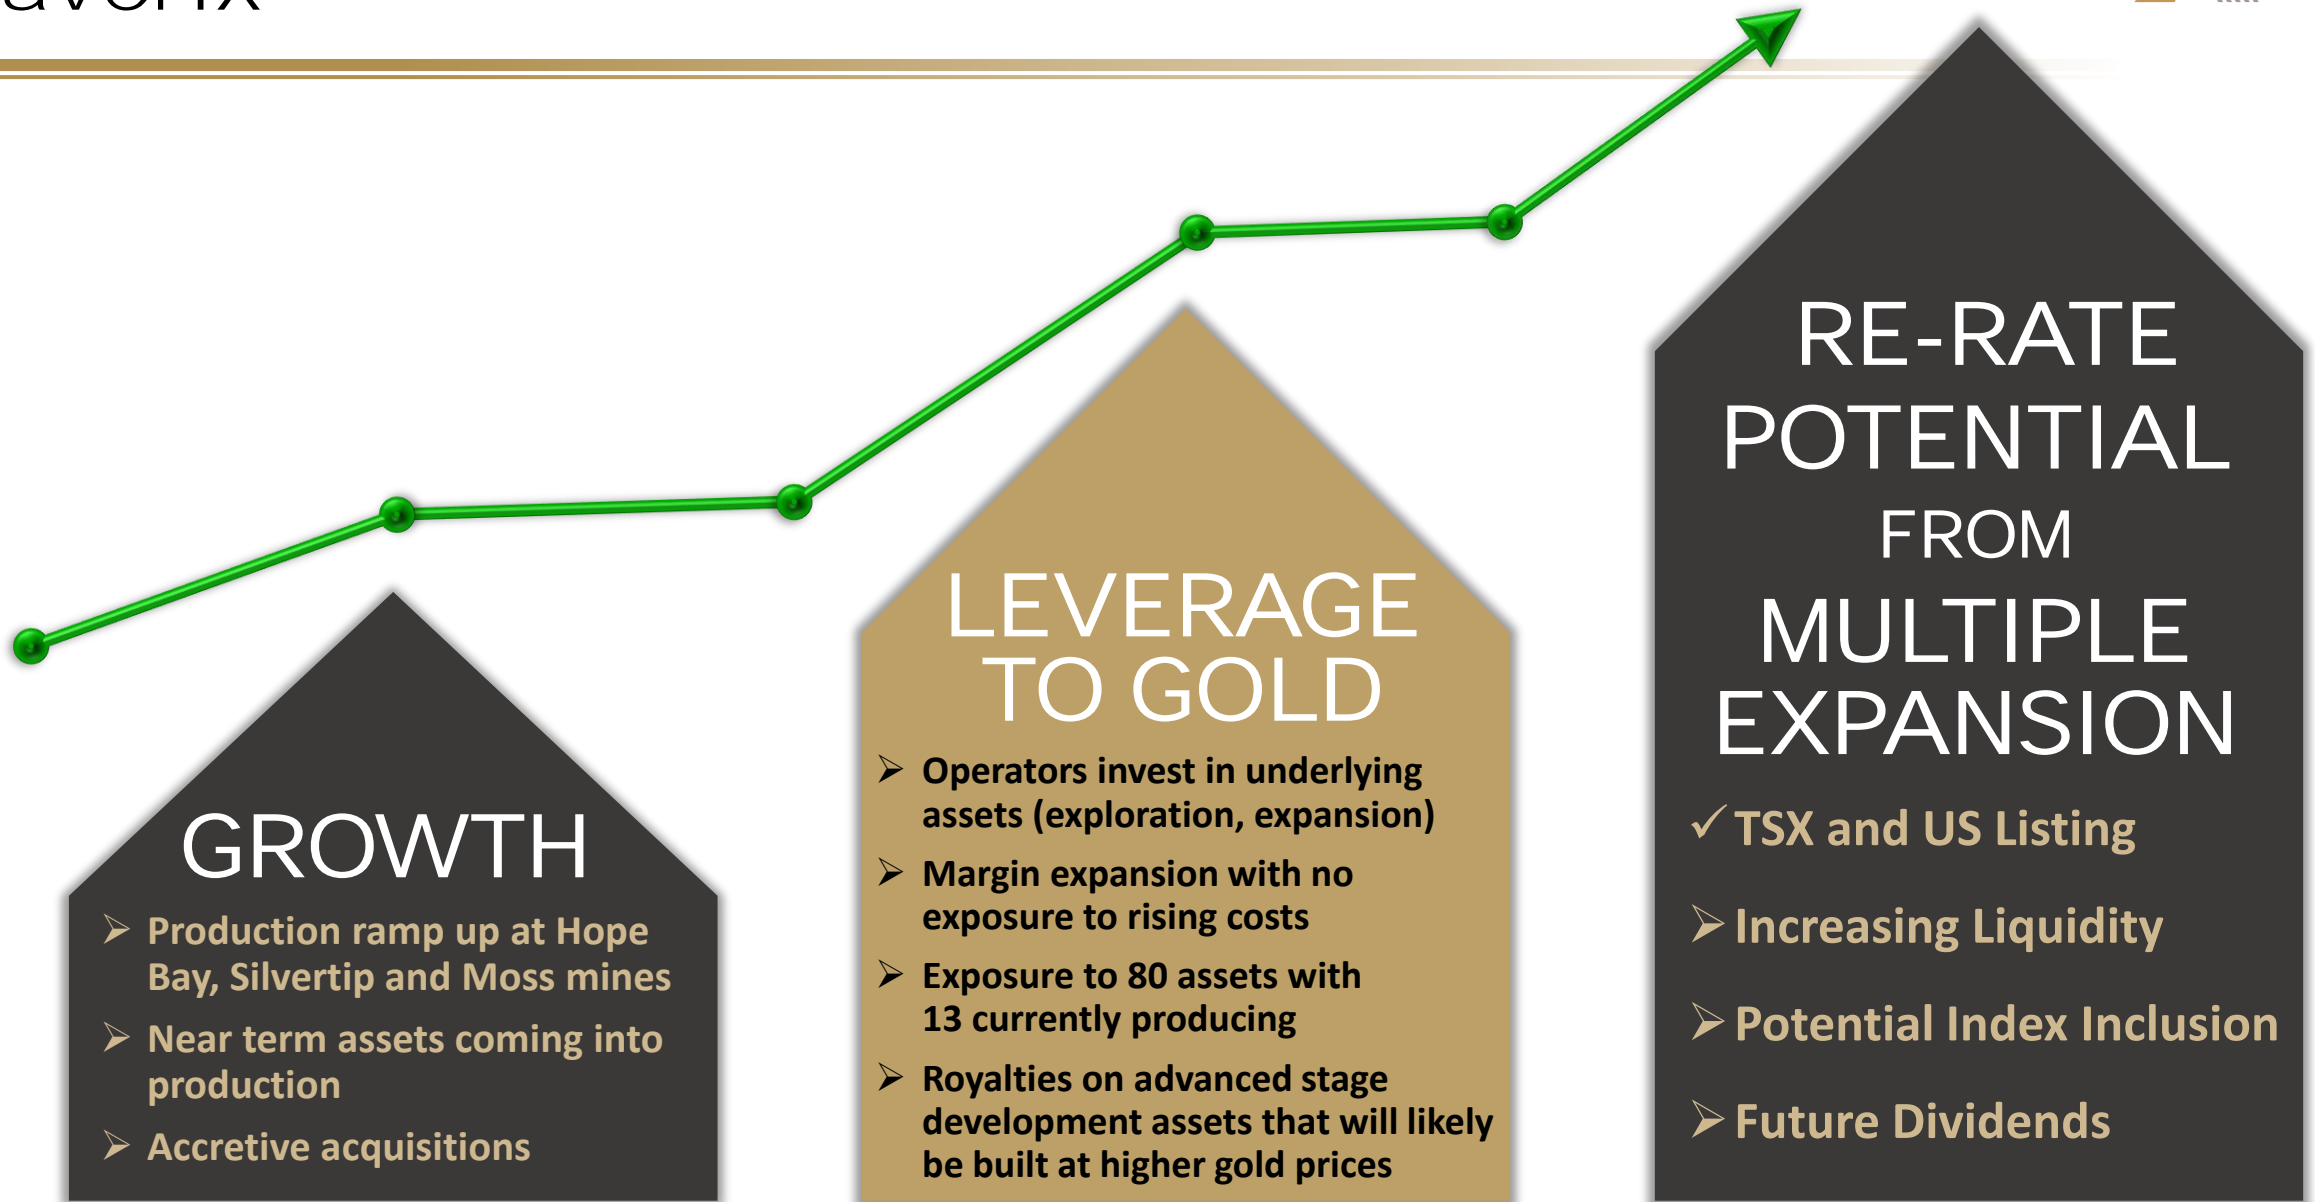 GROWTH
➢ Production ramp up at Hope
Bay, Silvertip and Moss mines
➢ Near term assets coming into
production
➢ Accretive acquisitions
LEVERAGE
TO GOLD
➢ Operators invest in underlying
assets (exploration, expansion)
➢ Margin expansion with no
exposure to rising costs
➢ Exposure to 80 assets with
13 currently producing
➢ Royalties on advanced stage
development assets that will likely
be built at higher gold prices
RE-RATE
POTENTIAL
FROM
MULTIPLE
EXPANSION
✓ TSX and US Listing
➢ Increasing Liquidity
➢ Potential Index Inclusion
➢ Future Dividends